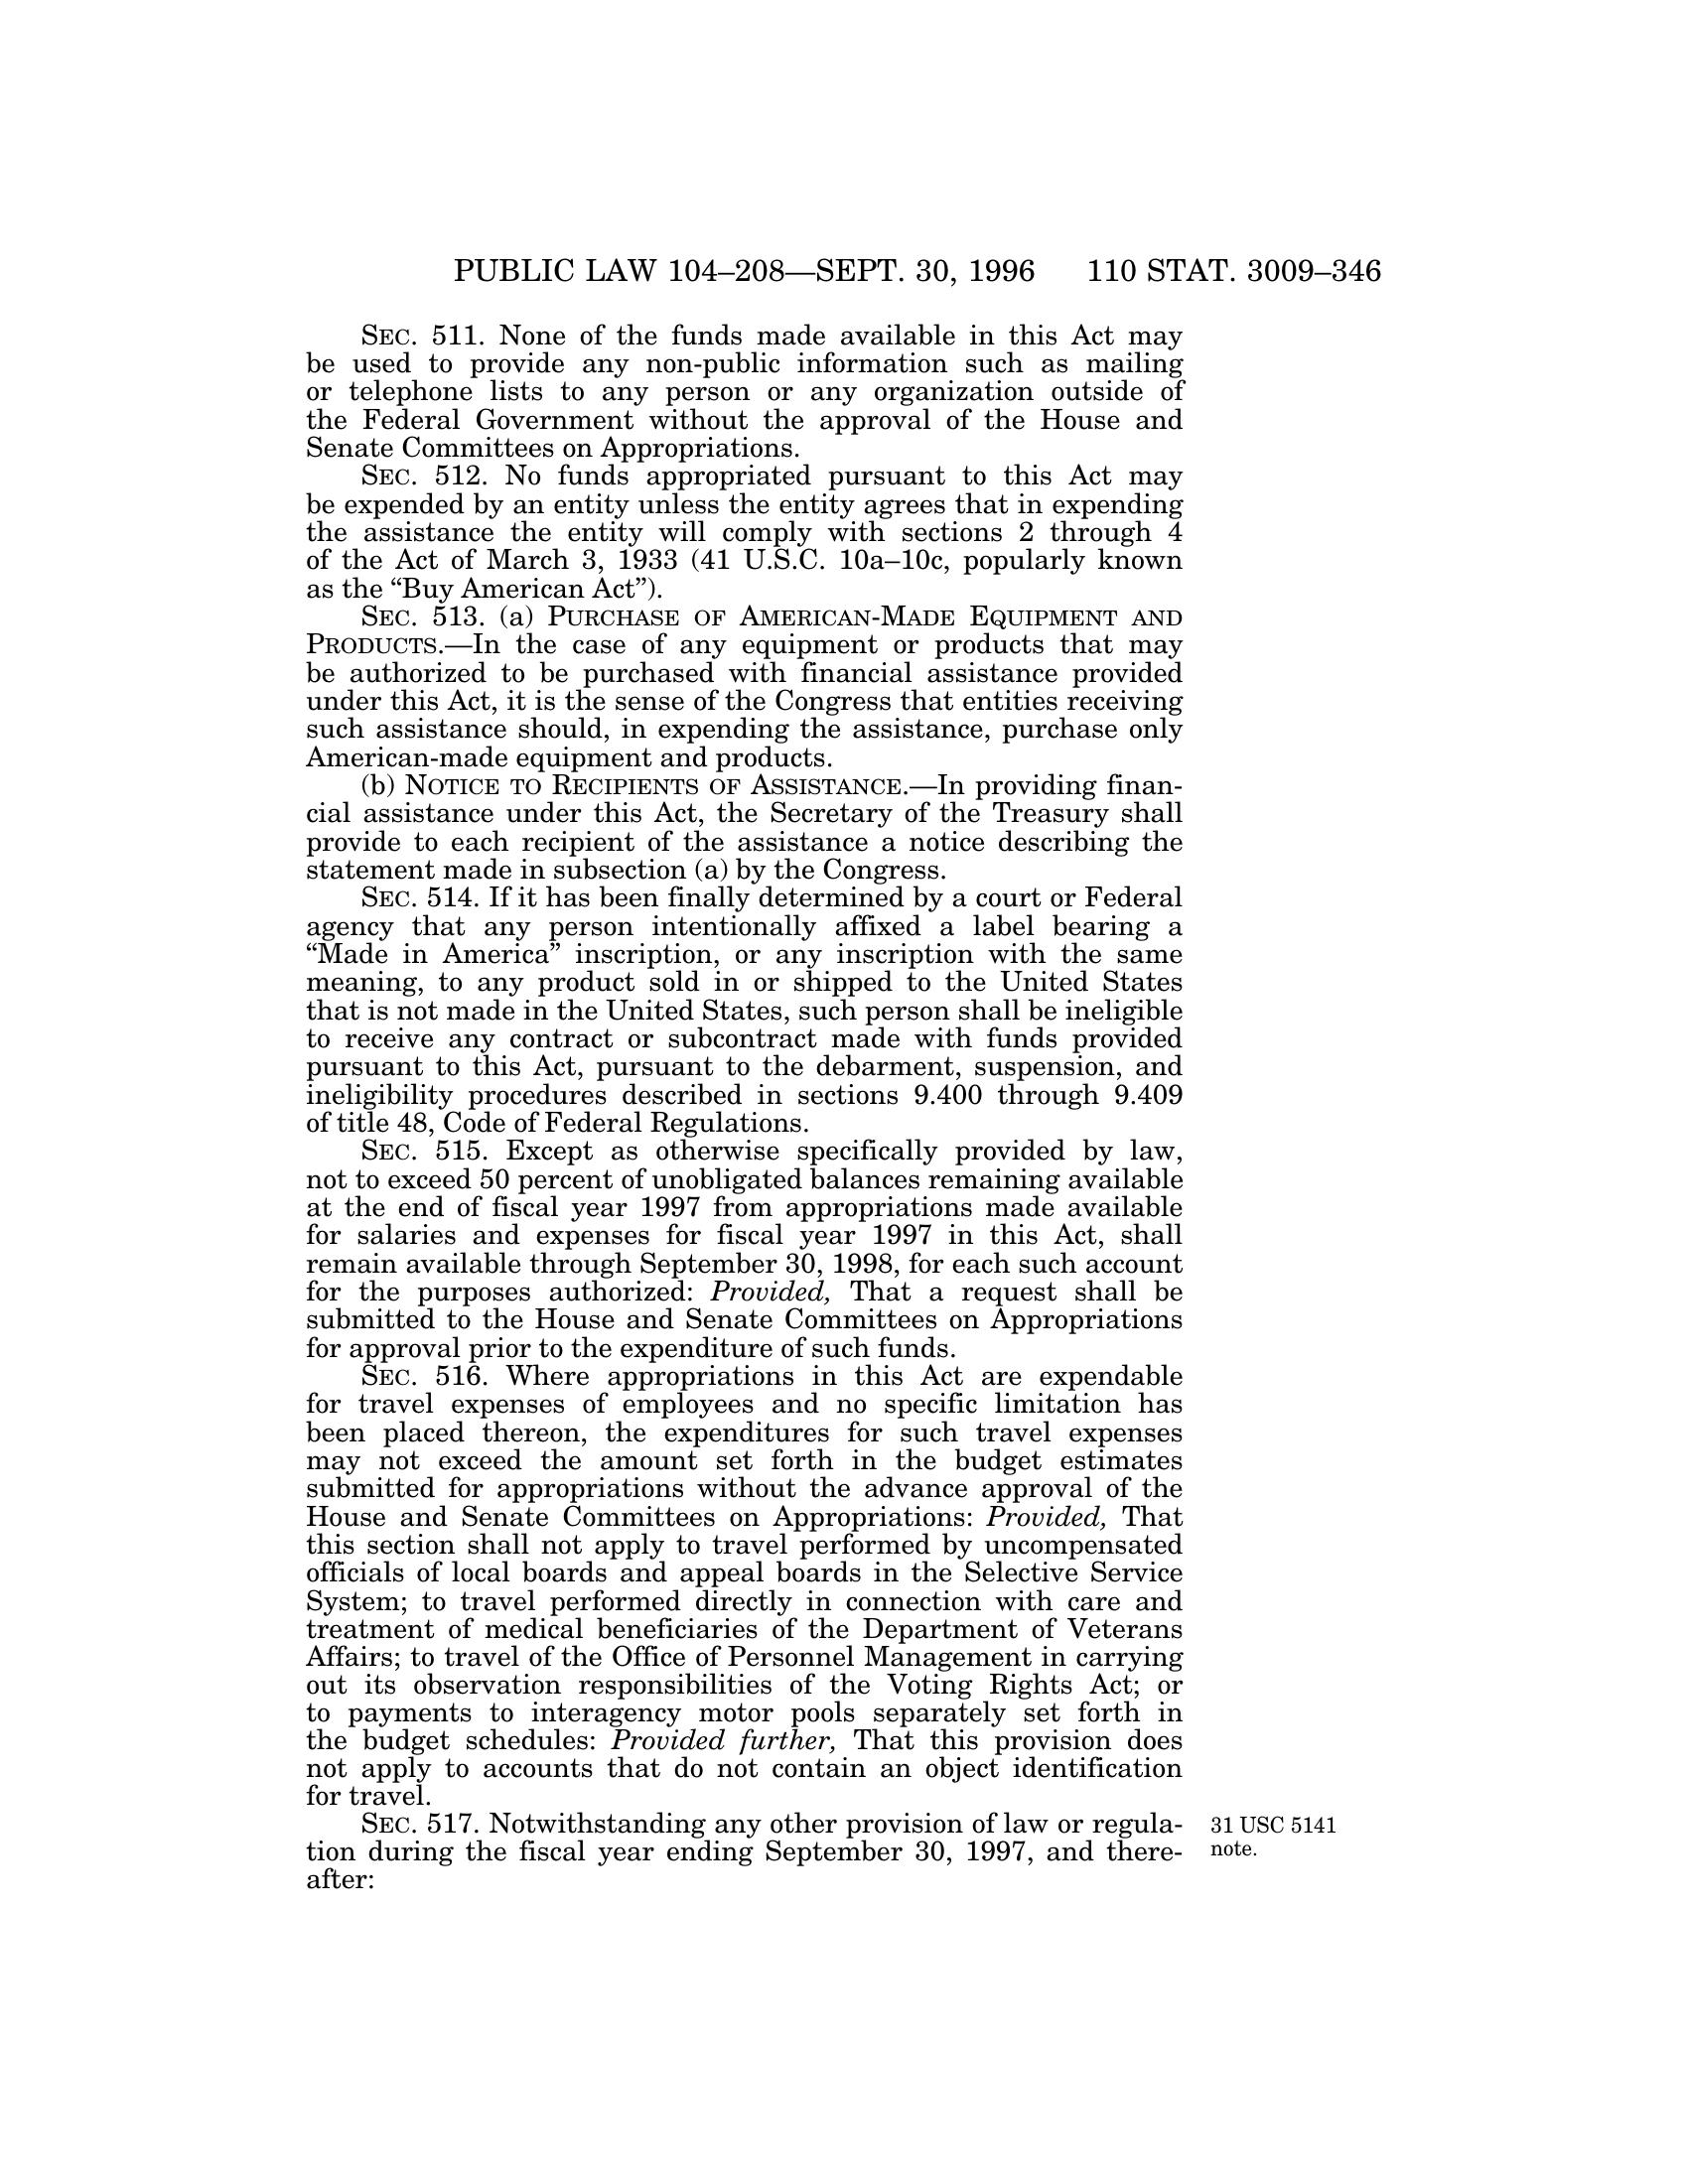 PUBLIC LAW 104–208—SEPT. 30, 1996 110 STAT. 3009–346
SEC. 511. None of the funds made available in this Act may
be used to provide any non-public information such as mailing
or telephone lists to any person or any organization outside of
the Federal Government without the approval of the House and
Senate Committees on Appropriations.
SEC. 512. No funds appropriated pursuant to this Act may
be expended by an entity unless the entity agrees that in expending
the assistance the entity will comply with sections 2 through 4
of the Act of March 3, 1933 (41 U.S.C. 10a–10c, popularly known
as the “Buy American Act”).
SEC. 513. (a) PURCHASE OF AMERICAN-MADE EQUIPMENT AND
PRODUCTS.—In the case of any equipment or products that may
be authorized to be purchased with financial assistance provided
under this Act, it is the sense of the Congress that entities receiving
such assistance should, in expending the assistance, purchase only
American-made equipment and products.
(b) NOTICE TO RECIPIENTS OF ASSISTANCE.—In providing finan-
cial assistance under this Act, the Secretary of the Treasury shall
provide to each recipient of the assistance a notice describing the
statement made in subsection (a) by the Congress.
SEC. 514. If it has been finally determined by a court or Federal
agency that any person intentionally affixed a label bearing a
“Made in America” inscription, or any inscription with the same
meaning, to any product sold in or shipped to the United States
that is not made in the United States, such person shall be ineligible
to receive any contract or subcontract made with funds provided
pursuant to this Act, pursuant to the debarment, suspension, and
ineligibility procedures described in sections 9.400 through 9.409
of title 48, Code of Federal Regulations.
SEC. 515. Except as otherwise specifically provided by law,
not to exceed 50 percent of unobligated balances remaining available
at the end of fiscal year 1997 from appropriations made available
for salaries and expenses for fiscal year 1997 in this Act, shall
remain available through September 30, 1998, for each such account
for the purposes authorized: Provided, That a request shall be
submitted to the House and Senate Committees on Appropriations
for approval prior to the expenditure of such funds.
SEC. 516. Where appropriations in this Act are expendable
for travel expenses of employees and no specific limitation has
been placed thereon, the expenditures for such travel expenses
may not exceed the amount set forth in the budget estimates
submitted for appropriations without the advance approval of the
House and Senate Committees on Appropriations: Provided, That
this section shall not apply to travel performed by uncompensated
officials of local boards and appeal boards in the Selective Service
System; to travel performed directly in connection with care and
treatment of medical beneficiaries of the Department of Veterans
Affairs; to travel of the Office of Personnel Management in carrying
out its observation responsibilities of the Voting Rights Act; or
to payments to interagency motor pools separately set forth in
the budget schedules: Provided further, That this provision does
not apply to accounts that do not contain an object identification
for travel.
SEC. 517. Notwithstanding any other provision of law or regula-
tion during the fiscal year ending September 30, 1997, and there-
after:
31 USC 5141
note.